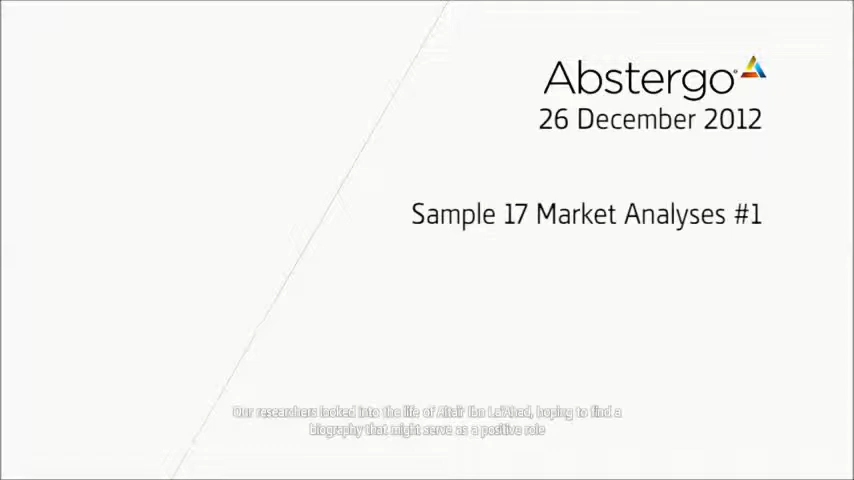 Abstergo
26 December 2012
Sample 17 Market Analyses #1
Our researchers looked into the life of Altaïr Ibn La'Ahad, hoping to find a
biography that might serve as a positive role